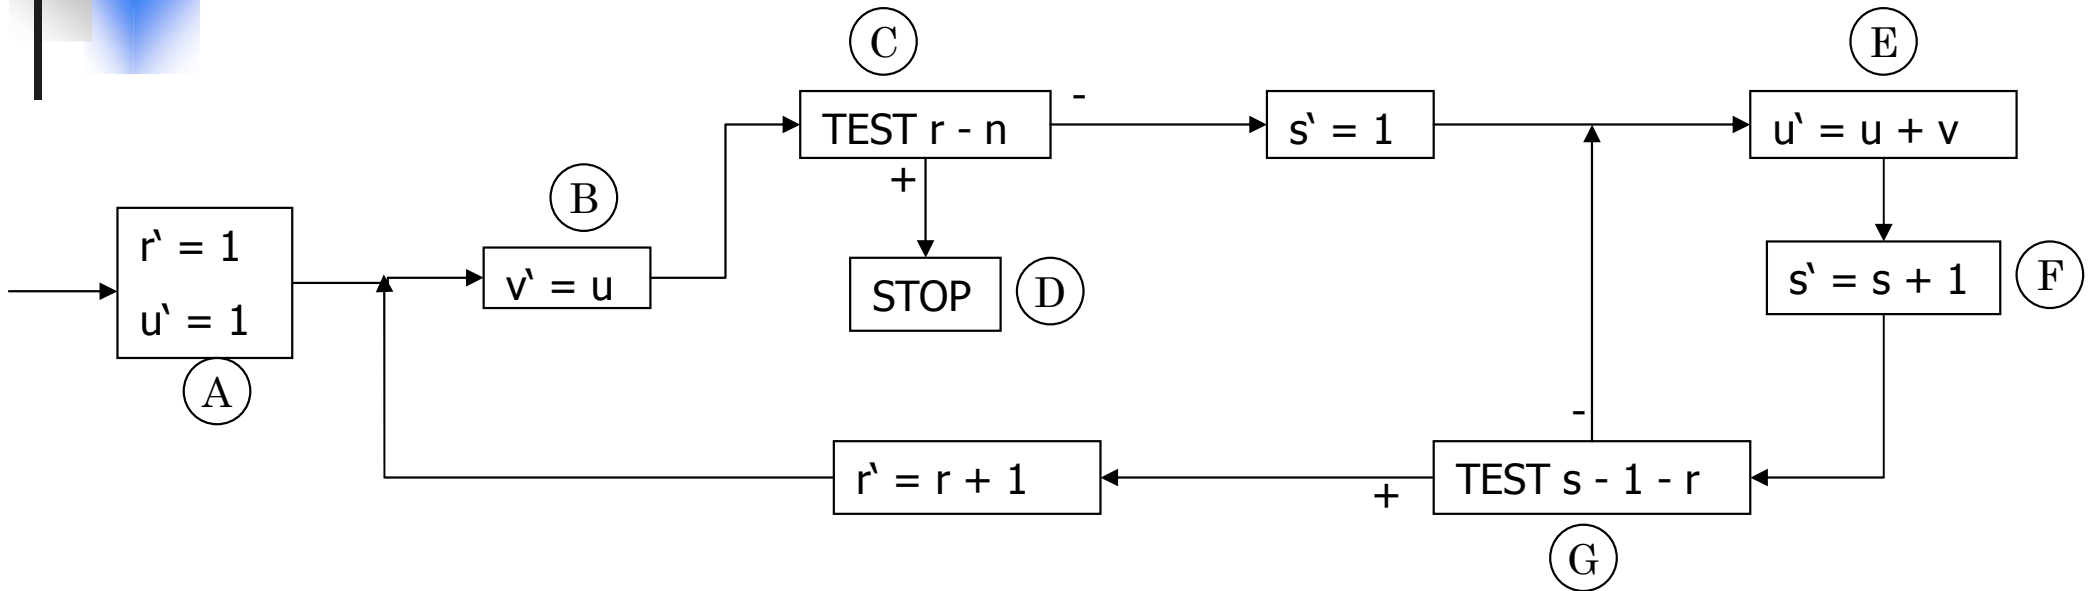 C
E
TEST r - n
-
s‘ = 1
u‘ = u + v
+
B
r‘ = 1
u‘ = 1
v‘ = u
STOP
D
s‘ = s + 1
F
A
-
r‘ = r + 1
+
TEST s - 1 - r
G